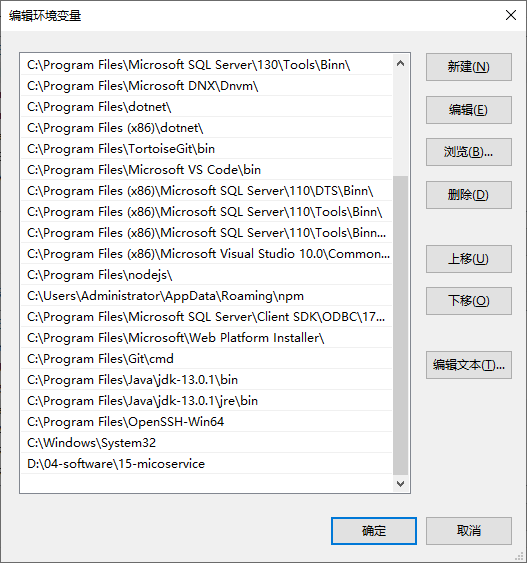 编辑环境变量
C:\Program Files\Microsoft SQL Server\130\Tools\Binn\
C:\Program Files\Microsoft DNX\Dnvm\
C:\Program Files\dotnet\
C:\Program Files (x86)\dotnet\
C:\Program Files\TortoiseGit\bin
C:\Program Files\Microsoft VS Code\bin
C:\Program Files (x86)\Microsoft SQL Server\110\DTS\Binn\
C:\Program Files (x86)\Microsoft SQL Server\110\Tools\Binn\
C:\Program Files (x86)\Microsoft SQL Server\110\Tools\Binn...
C:\Program Files (x86)\Microsoft Visual Studio 10.0\Common...
C:\Program Files\nodejs\
C:\Users\Administrator\AppData\Roaming\npm
C:\Program Files\Microsoft SQL Server\Client SDK\ODBC\17...
C:\Program Files\Microsoft\Web Platform Installer\
C:\Program Files\Git\cmd
C:\Program Files\Java\jdk-13.0.1\bin
C:\Program Files\Java\jdk-13.0.1\jre\bin
C:\Program Files\OpenSSH-Win64
C:\Windows\System32
D:\04-software\15-micoservice
新建(N)
编辑(E)
浏览(B)...
删除(D)
上移(U)
下移(O)
编辑文本(T)...
确定
取消